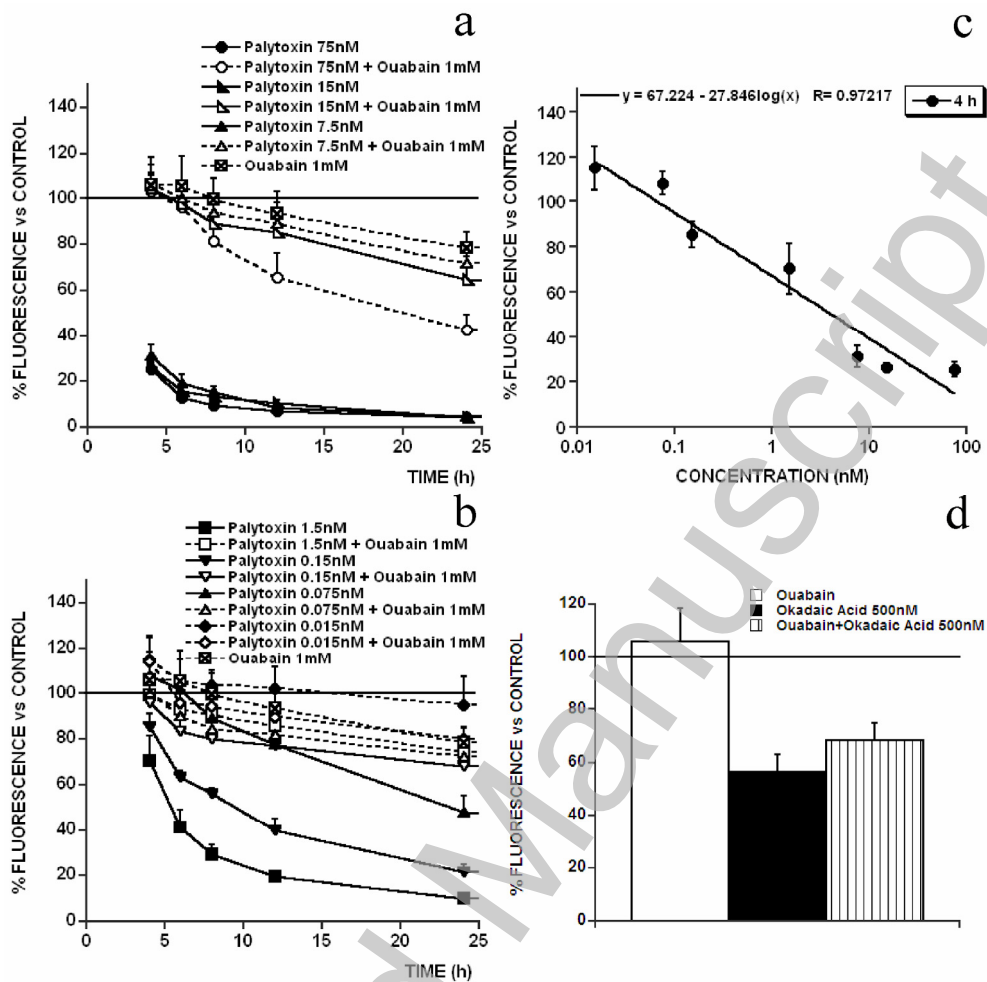 a
Palytoxin 75nM
Palytoxin 75nM + Ouabain 1mM
Palytoxin 15nM
Palytoxin 15nM + Ouabain 1mM
Palytoxin 7.5nM
Palytoxin 7.5nM + Ouabain 1mM
Ouabain 1mM
% FLUORESCENCE vs CONTROL
140
120
100
80
60
40
20
0
0 5 10 15 20 25
TIME (h)
c
y = 67.224 - 27.846log(x) R= 0.97217
4 h
% FLUORESCENCE vs CONTROL
140
120
100
80
60
40
20
0
0.01 0.1 1 10 100
CONCENTRATION (nM)
b
Palytoxin 1.5nM
Palytoxin 1.5nM + Ouabain 1mM
Palytoxin 0.15nM
Palytoxin 0.15nM + Ouabain 1mM
Palytoxin 0.075nM
Palytoxin 0.075nM + Ouabain 1mM
Palytoxin 0.015nM
Palytoxin 0.015nM + Ouabain 1mM
Ouabain 1mM
% FLUORESCENCE vs CONTROL
140
120
100
80
60
40
20
0
0 5 10 15 20 25
TIME (h)
d
Ouabain
Okadaic Acid 500nM
Ouabain+Okadaic Acid 500nM
% FLUORESCENCE vs CONTROL
120
100
80
60
40
20
0
d Manuscript